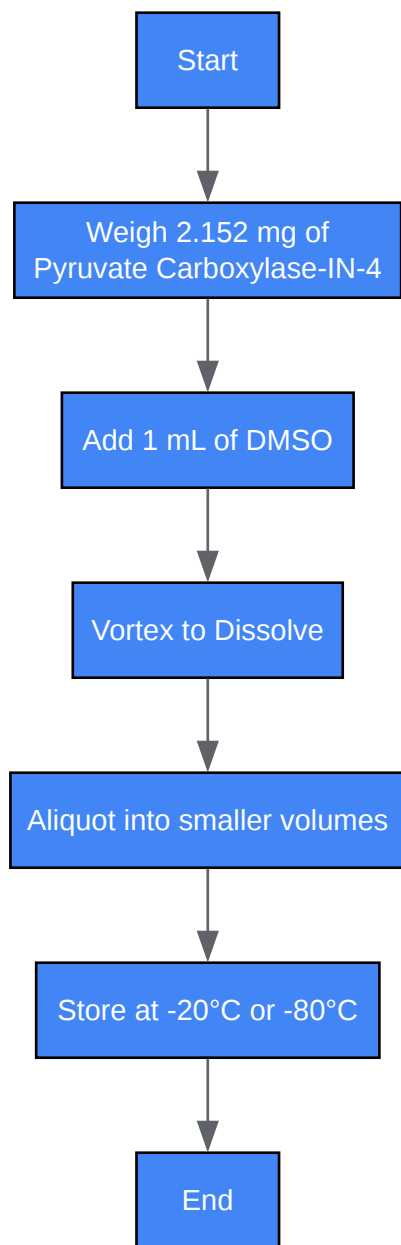 Start
Weigh 2.152 mg of
Pyruvate Carboxylase-IN-4
Add 1 mL of DMSO
Vortex to Dissolve
Aliquot into smaller volumes
Store at -20°C or -80°C
End